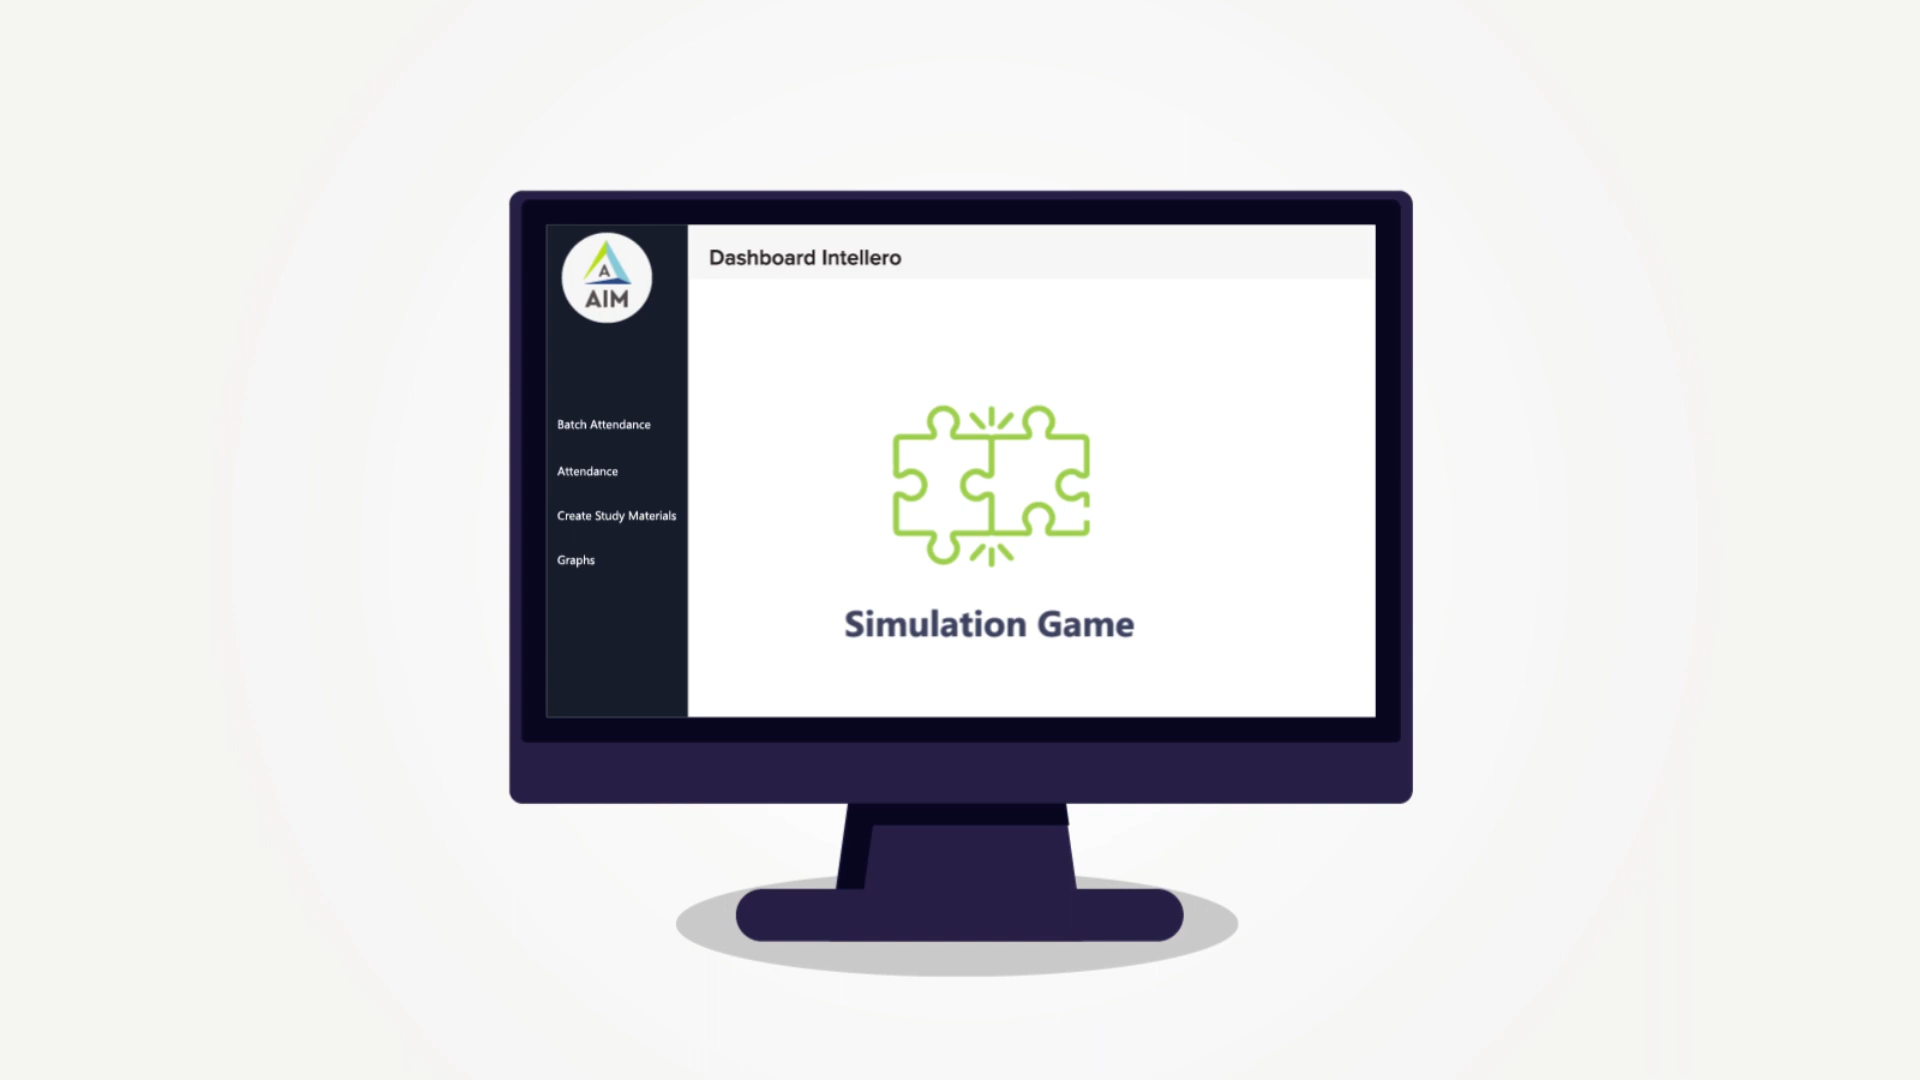 A
AIM
Dashboard Intellero
Batch Attendance
Attendance
Create Study Materials
Graphs
Simulation Game